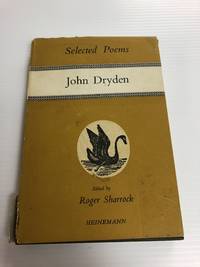 Selected Poems
John Dryden
Edited by
Roger Sharrock
HEINEMANN